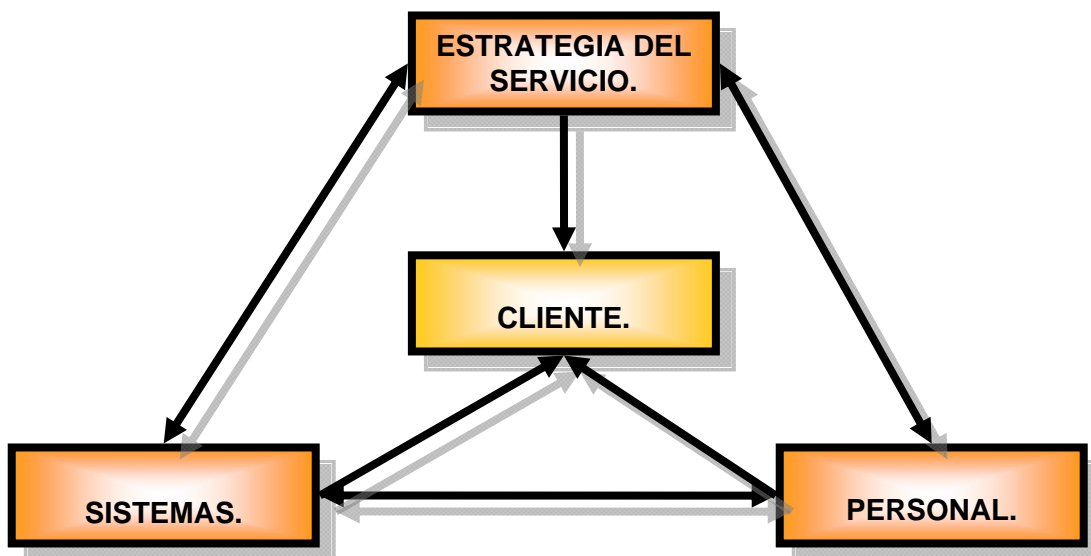 ESTRATEGIA DEL
SERVICIO.
CLIENTE.
SISTEMAS.
PERSONAL.